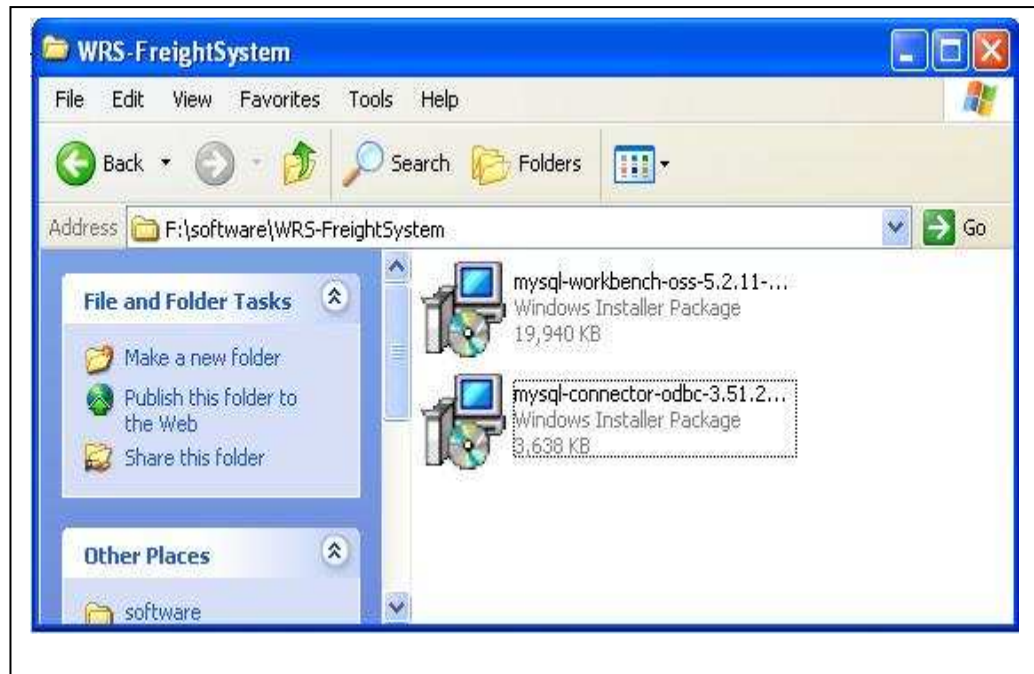 WRS-FreightSystem
File Edit View Favorites Tools Help
Back Search Folders
Address F:\software\WRS-FreightSystem Go
File and Folder Tasks
Make a new folder
Publish this folder to
the Web
Share this folder
Other Places
software
mysql-workbench-oss-5.2.11-...
Windows Installer Package
19,940 KB
mysql-connector-odbc-3.51.2...
Windows Installer Package
3,638 KB